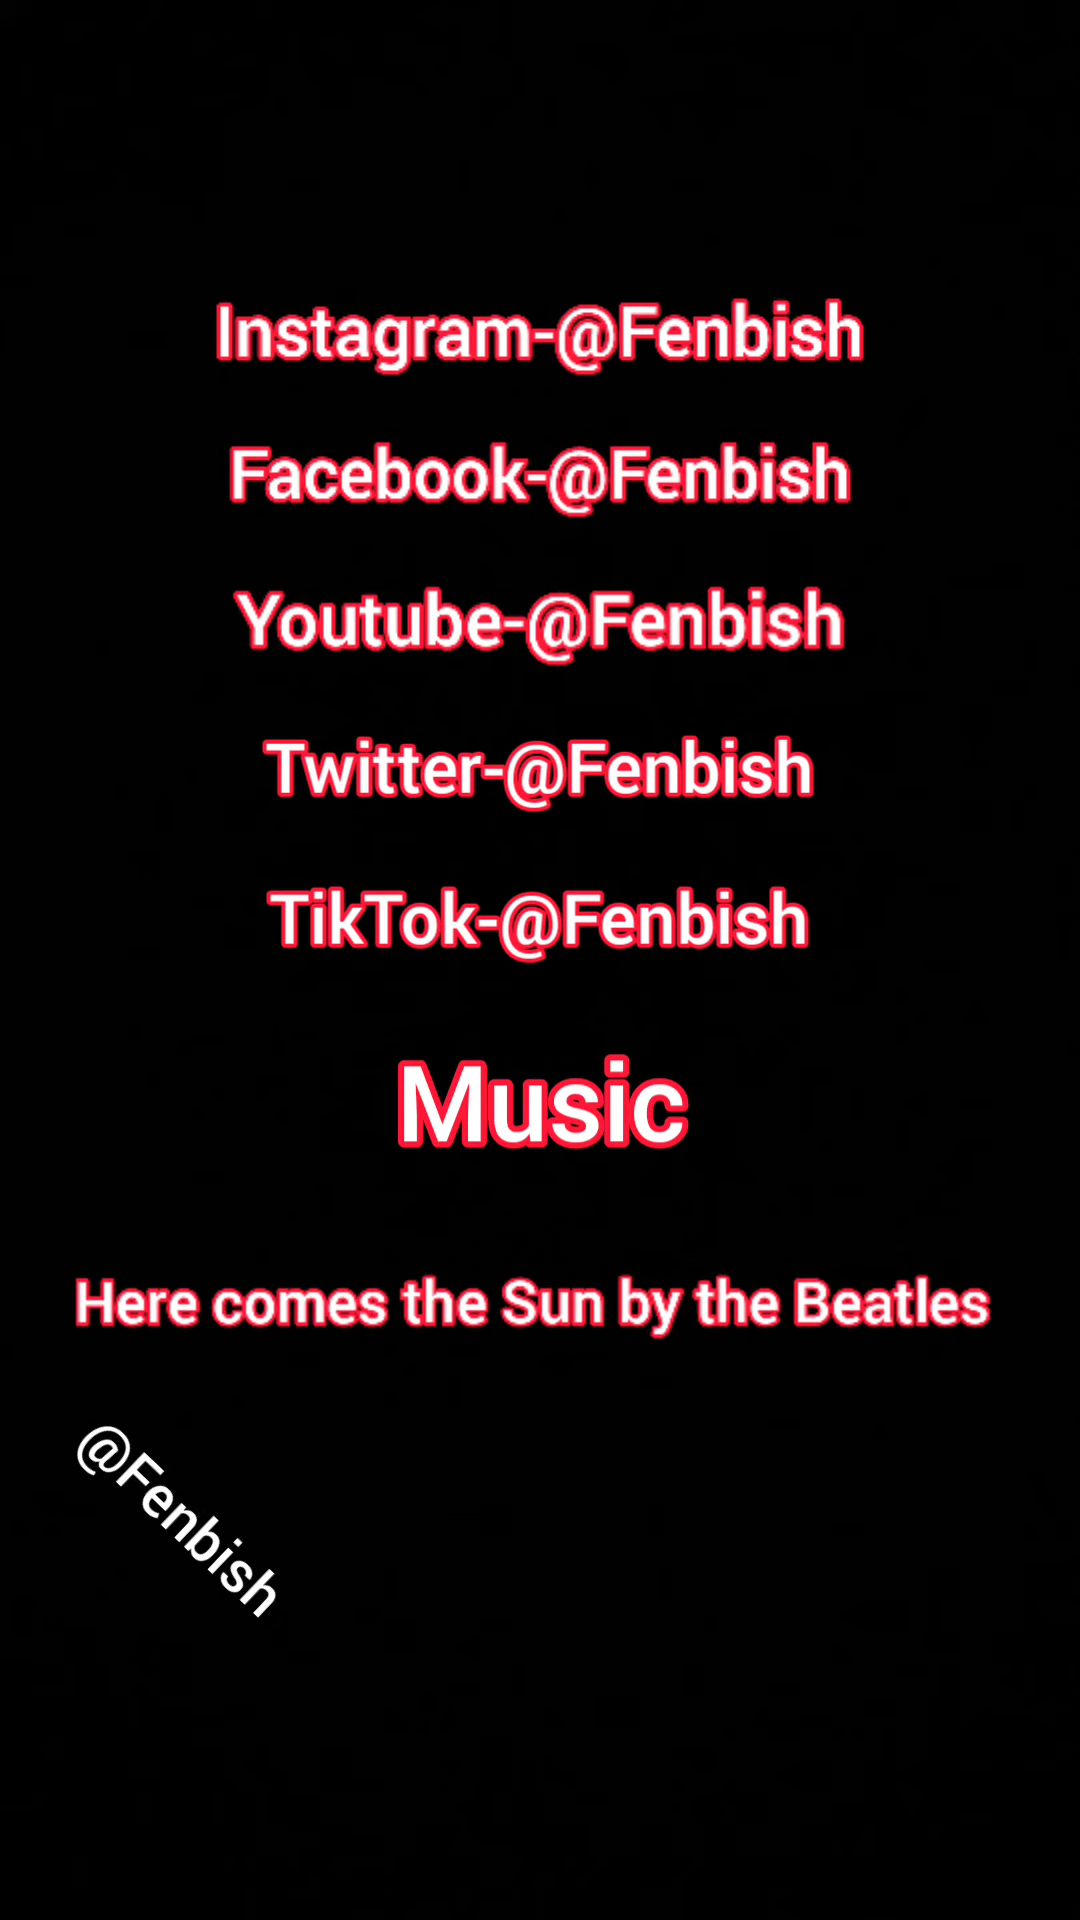 Instagram-@Fenbish
Facebook-@Fenbish
Youtube-@Fenbish
Twitter-@Fenbish
TikTok-@Fenbish
Music
Here comes the Sun by the Beatles
@Fenbish